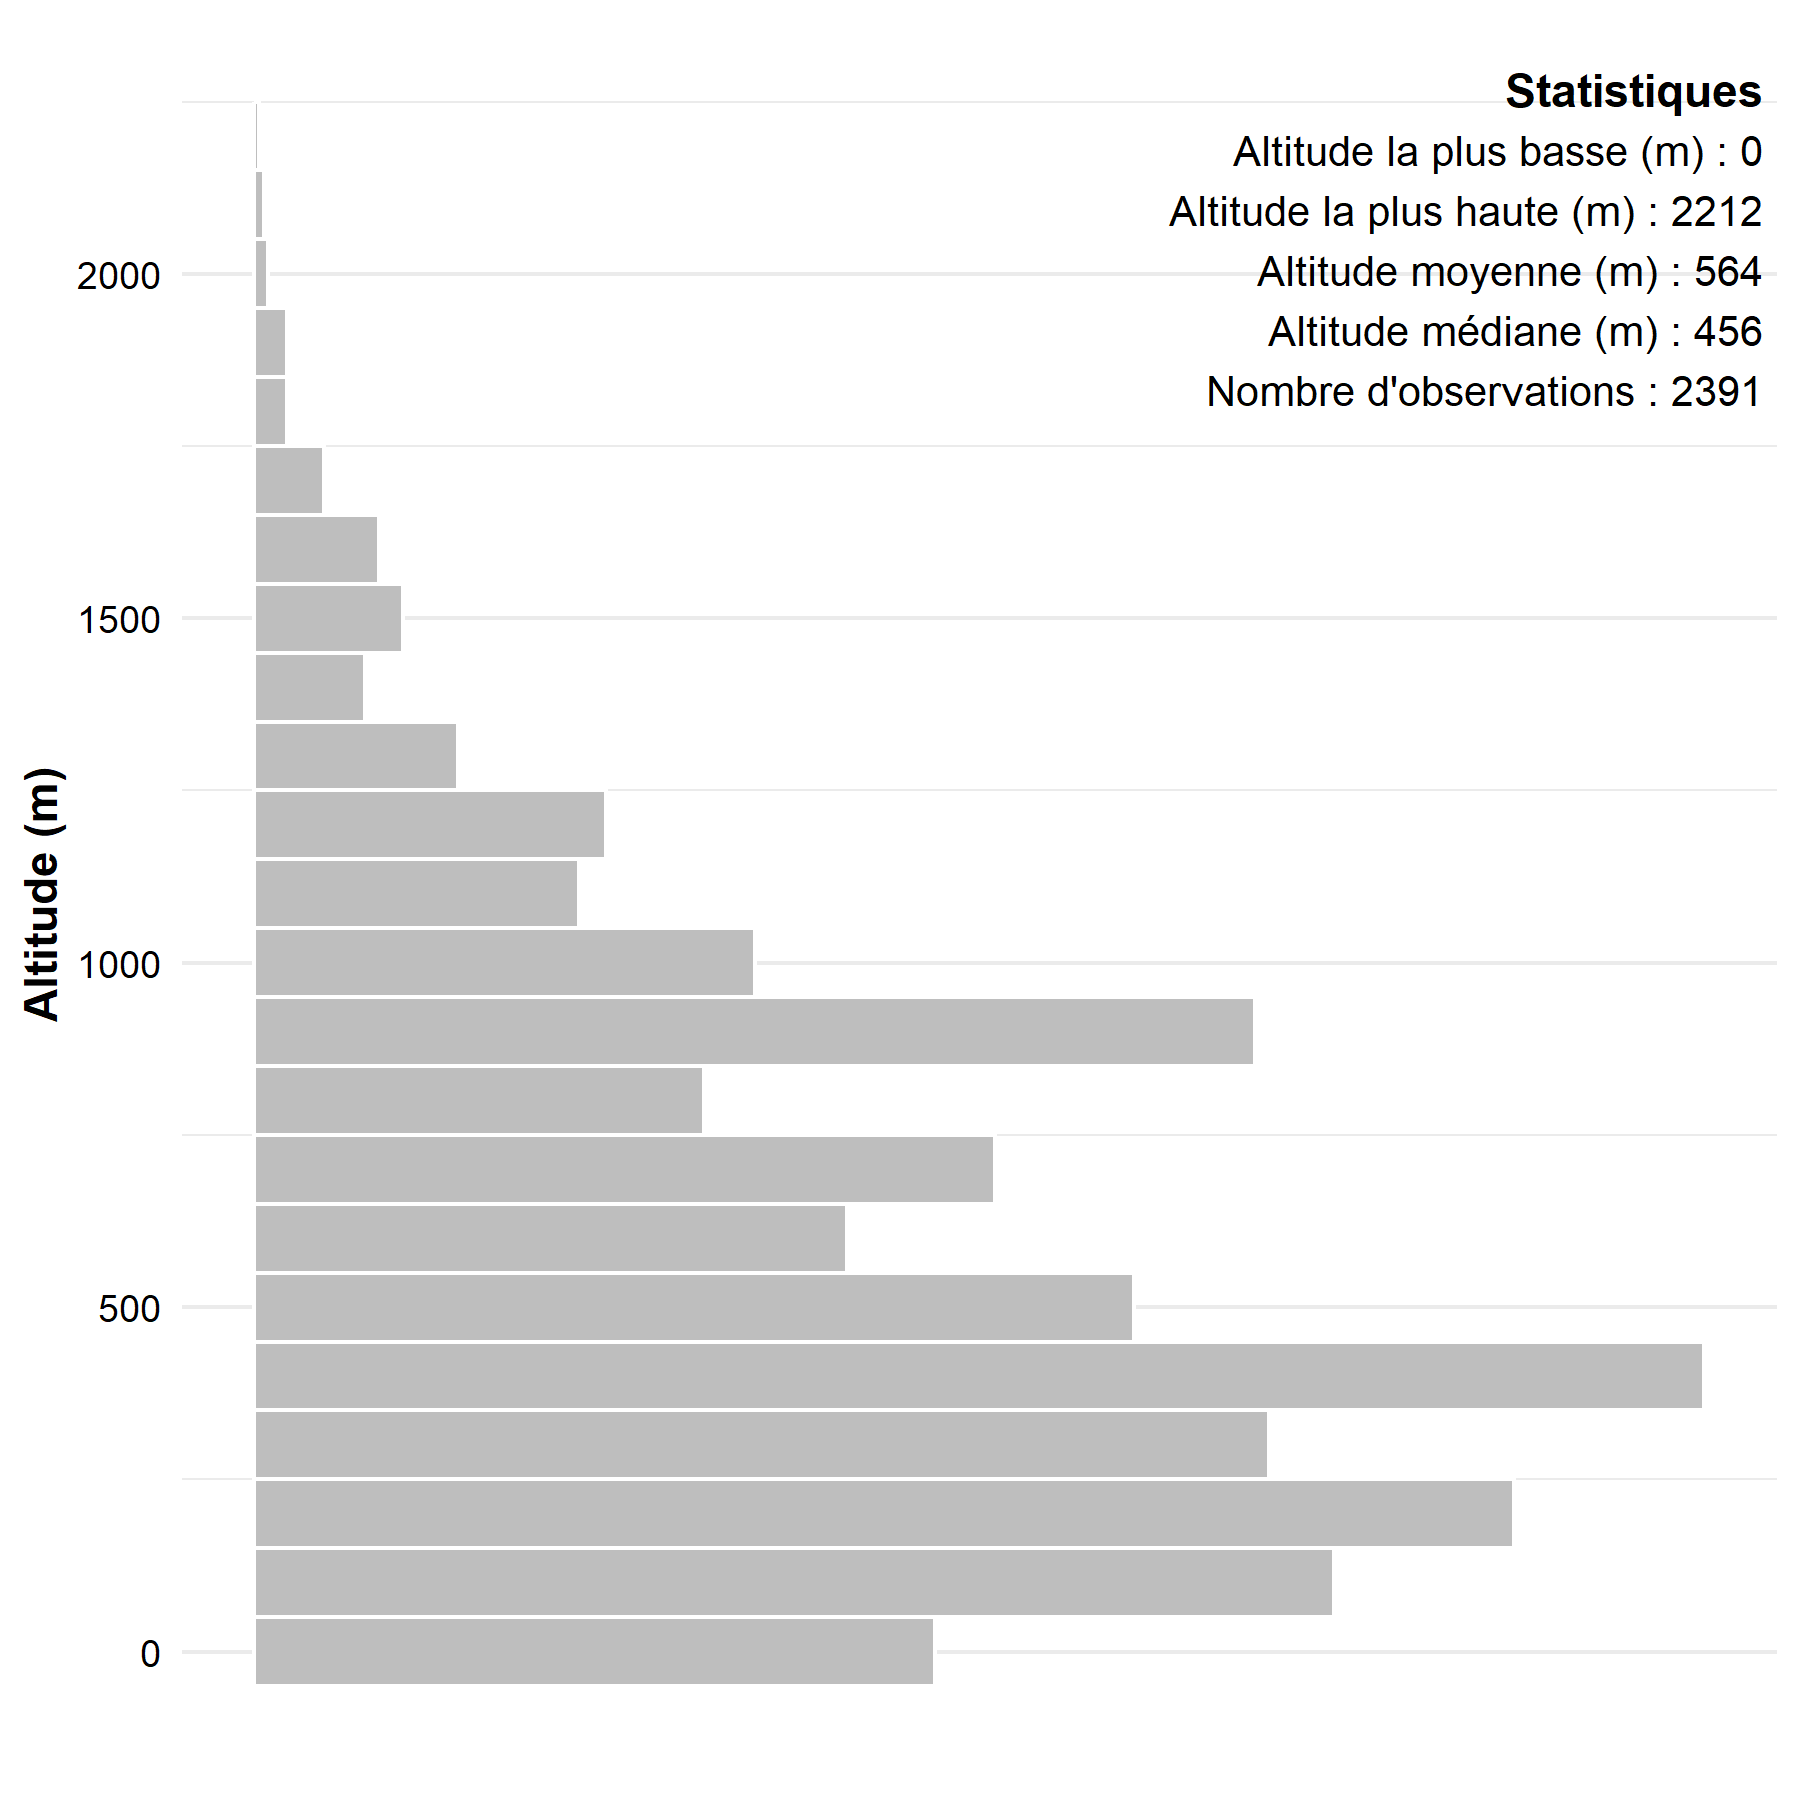 Statistiques
Altitude la plus basse (m) : 0
Altitude la plus haute (m) : 2212
Altitude moyenne (m) : 564
Altitude médiane (m) : 456
Nombre d'observations : 2391
2000
1500
1000
500
0
Altitude (m)